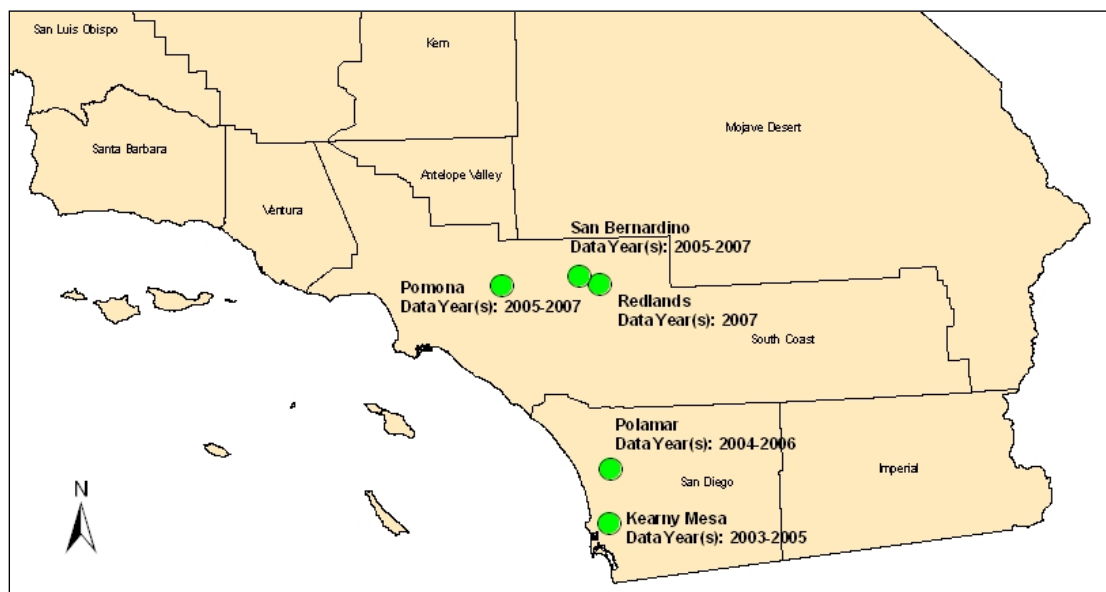 San Luis Obispo
Kern
Mojave Desert
Santa Barbara
Antelope Valley
Ventura
San Bernardino
Data Year(s): 2005-2007
Pomona
Data Year(s): 2005-2007
Redlands
Data Year(s): 2007
South Coast
Polamar
Data Year(s): 2004-2006
Imperial
San Diego
N
Kearny Mesa
Data Year(s): 2003-2005